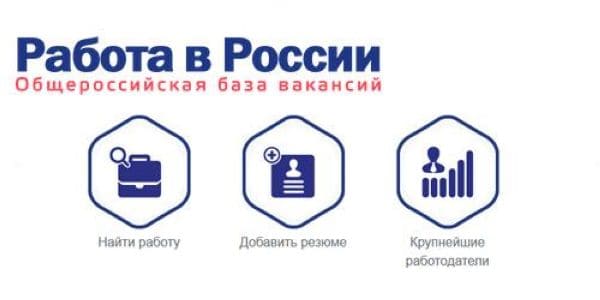 Работа в России
Общероссийская база вакансий
Найти работу
Добавить резюме
Крупнейшие
работодатели